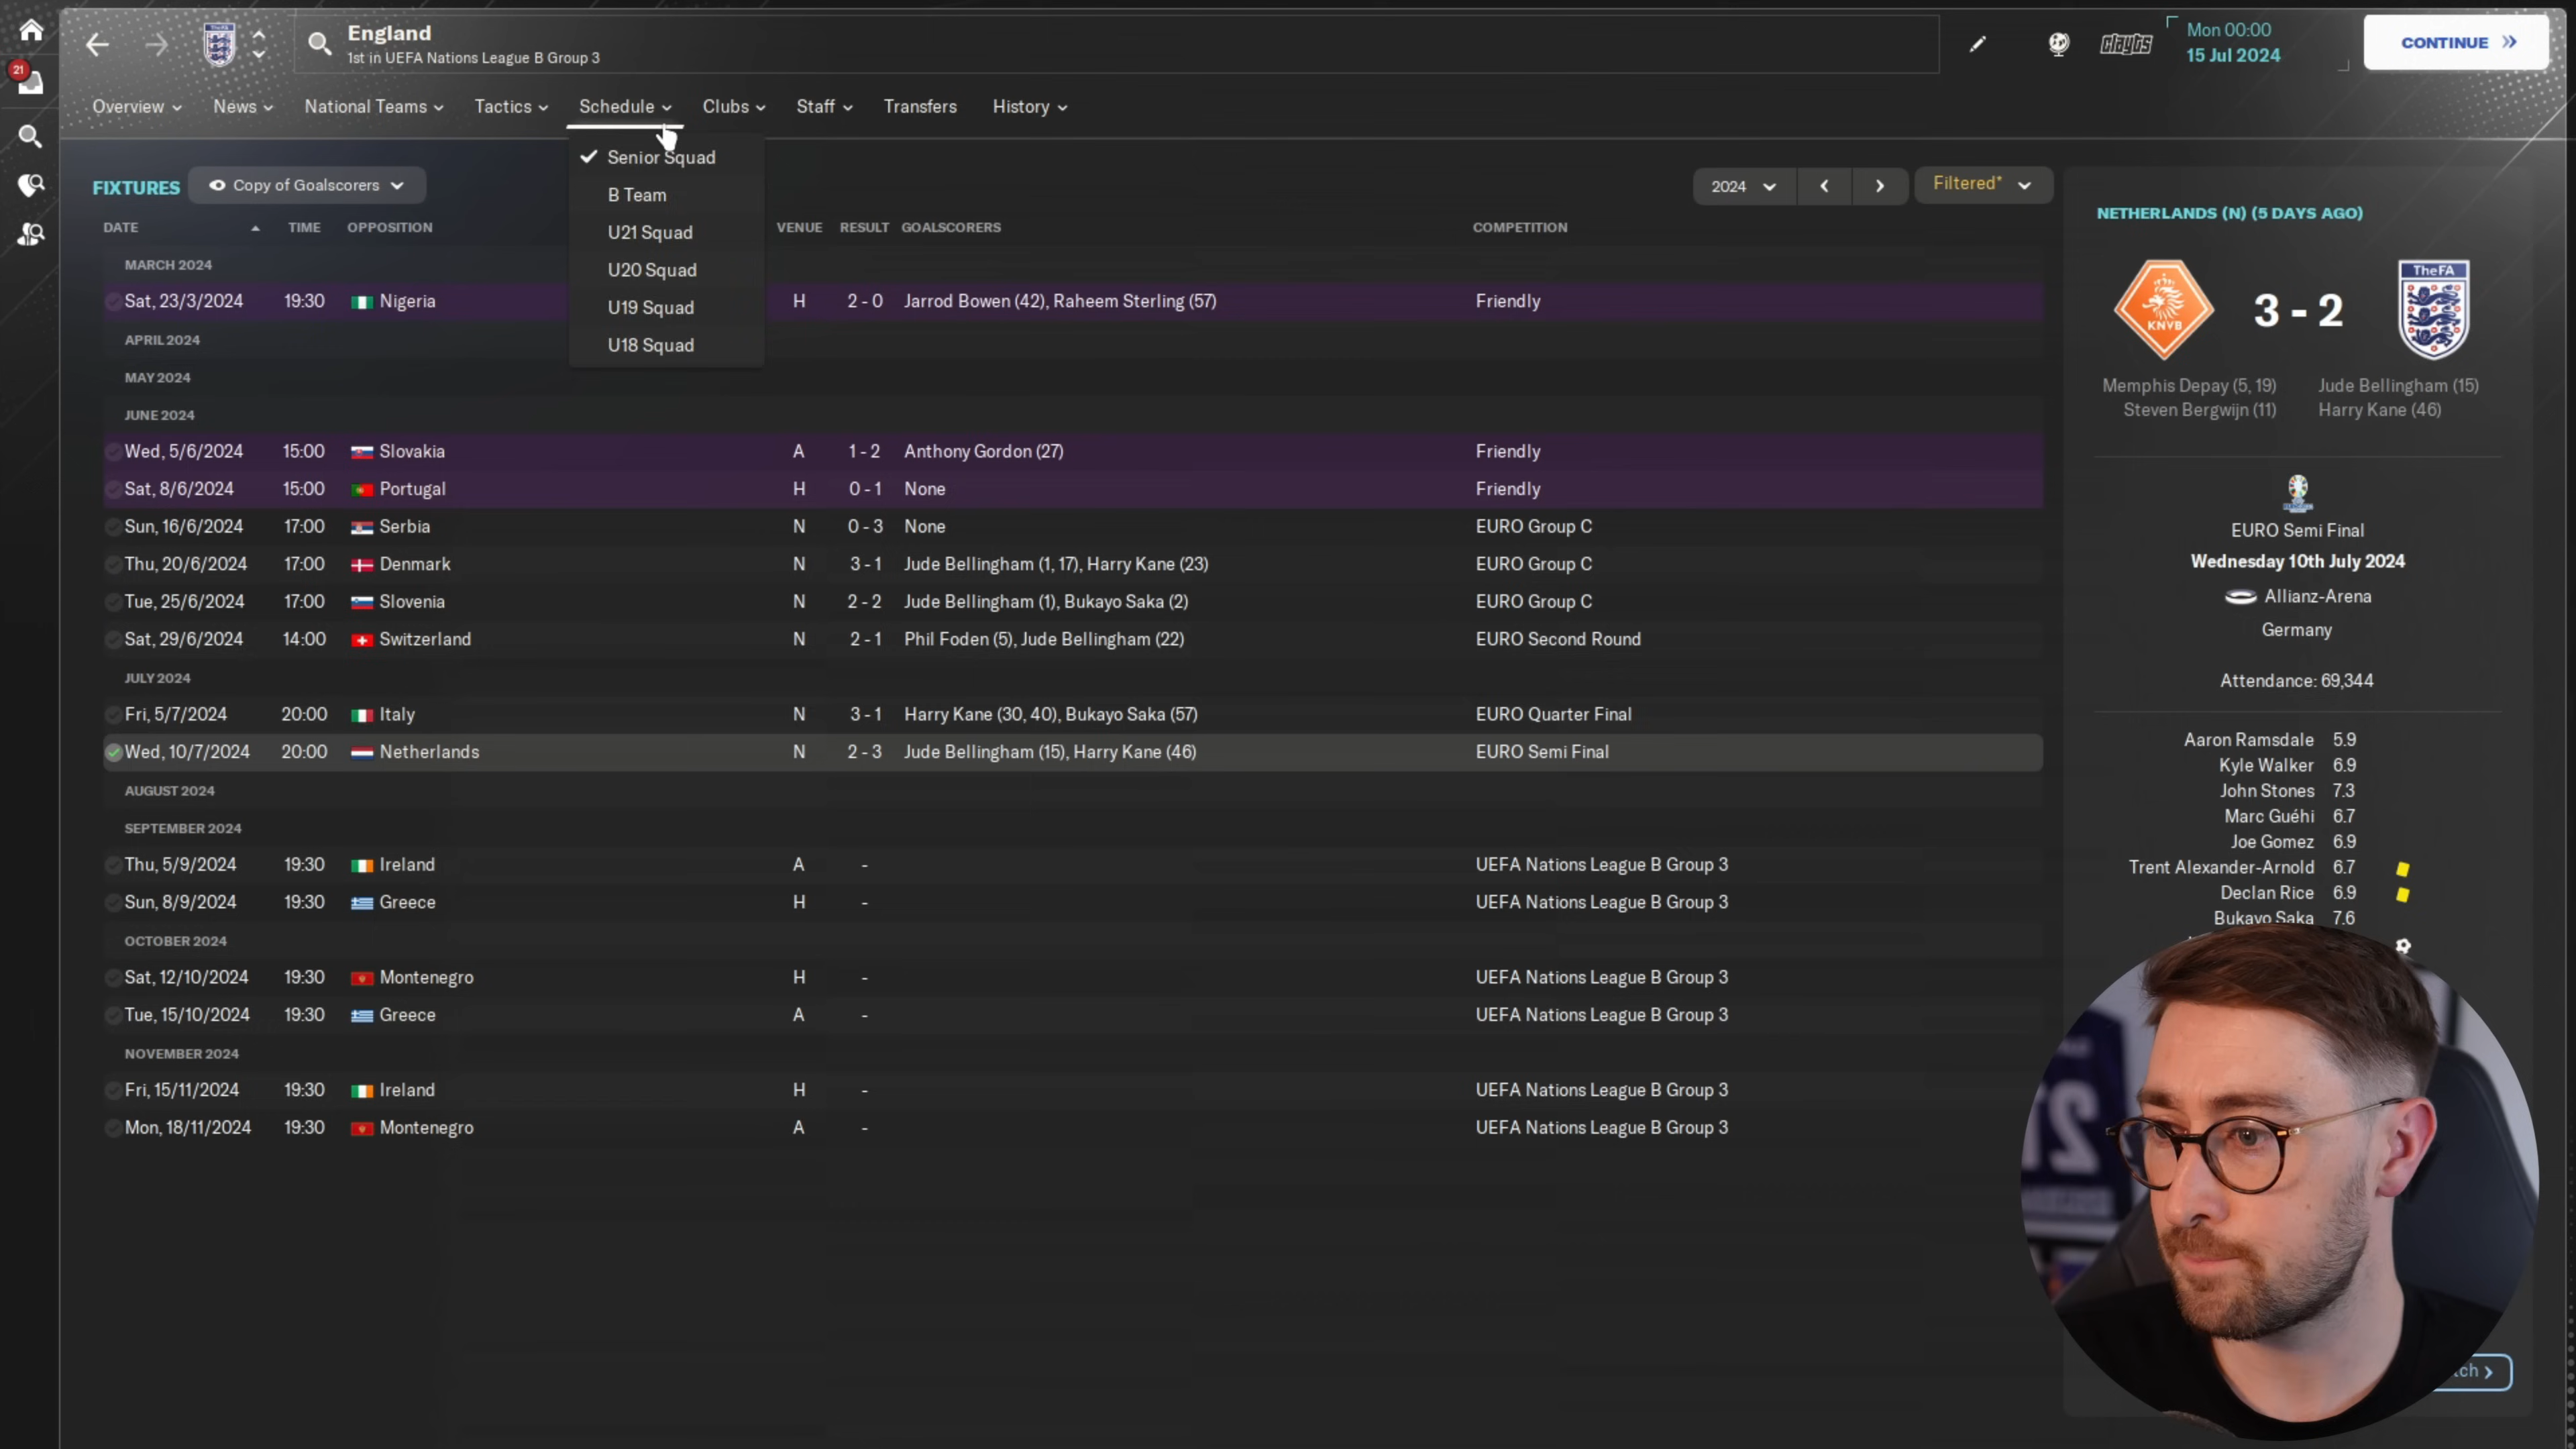 England
1st in UEFA Nations League B Group 3
clayts
Mon 00:00
15 Jul 2024
CONTINUE
21
Overview News National Teams Tactics Schedule Clubs Staff Transfers History
Senior Squad
B Team
U21 Squad
U20 Squad
U19 Squad
U18 Squad
FIXTURES Copy of Goalscorers 2024 Filtered*
DATE TIME OPPOSITION VENUE RESULT GOALSCORERS COMPETITION
MARCH 2024
Sat, 23/3/2024 19:30 Nigeria H 2 - 0 Jarrod Bowen (42), Raheem Sterling (57) Friendly
APRIL 2024
MAY 2024
JUNE 2024
Wed, 5/6/2024 15:00 Slovakia A 1 - 2 Anthony Gordon (27) Friendly
Sat, 8/6/2024 15:00 Portugal H 0 - 1 None Friendly
Sun, 16/6/2024 17:00 Serbia N 0 - 3 None EURO Group C
Thu, 20/6/2024 17:00 Denmark N 3 - 1 Jude Bellingham (1, 17), Harry Kane (23) EURO Group C
Tue, 25/6/2024 17:00 Slovenia N 2 - 2 Jude Bellingham (1), Bukayo Saka (2) EURO Group C
Sat, 29/6/2024 14:00 Switzerland N 2 - 1 Phil Foden (5), Jude Bellingham (22) EURO Second Round
JULY 2024
Fri, 5/7/2024 20:00 Italy N 3 - 1 Harry Kane (30, 40), Bukayo Saka (57) EURO Quarter Final
Wed, 10/7/2024 20:00 Netherlands N 2 - 3 Jude Bellingham (15), Harry Kane (46) EURO Semi Final
AUGUST 2024
SEPTEMBER 2024
Thu, 5/9/2024 19:30 Ireland A - UEFA Nations League B Group 3
Sun, 8/9/2024 19:30 Greece H - UEFA Nations League B Group 3
OCTOBER 2024
Sat, 12/10/2024 19:30 Montenegro H - UEFA Nations League B Group 3
Tue, 15/10/2024 19:30 Greece A - UEFA Nations League B Group 3
NOVEMBER 2024
Fri, 15/11/2024 19:30 Ireland H - UEFA Nations League B Group 3
Mon, 18/11/2024 19:30 Montenegro A - UEFA Nations League B Group 3
NETHERLANDS (N) (5 DAYS AGO)
KNVB 3 - 2 The FA
Memphis Depay (5, 19) Jude Bellingham (15)
Steven Bergwijn (11) Harry Kane (46)
EURO Semi Final
Wednesday 10th July 2024
Allianz-Arena
Germany
Attendance: 69,344
Aaron Ramsdale 5.9
Kyle Walker 6.9
John Stones 7.3
Marc Guéhi 6.7
Joe Gomez 6.9
Trent Alexander-Arnold 6.7
Declan Rice 6.9
Bukayo Saka 7.6